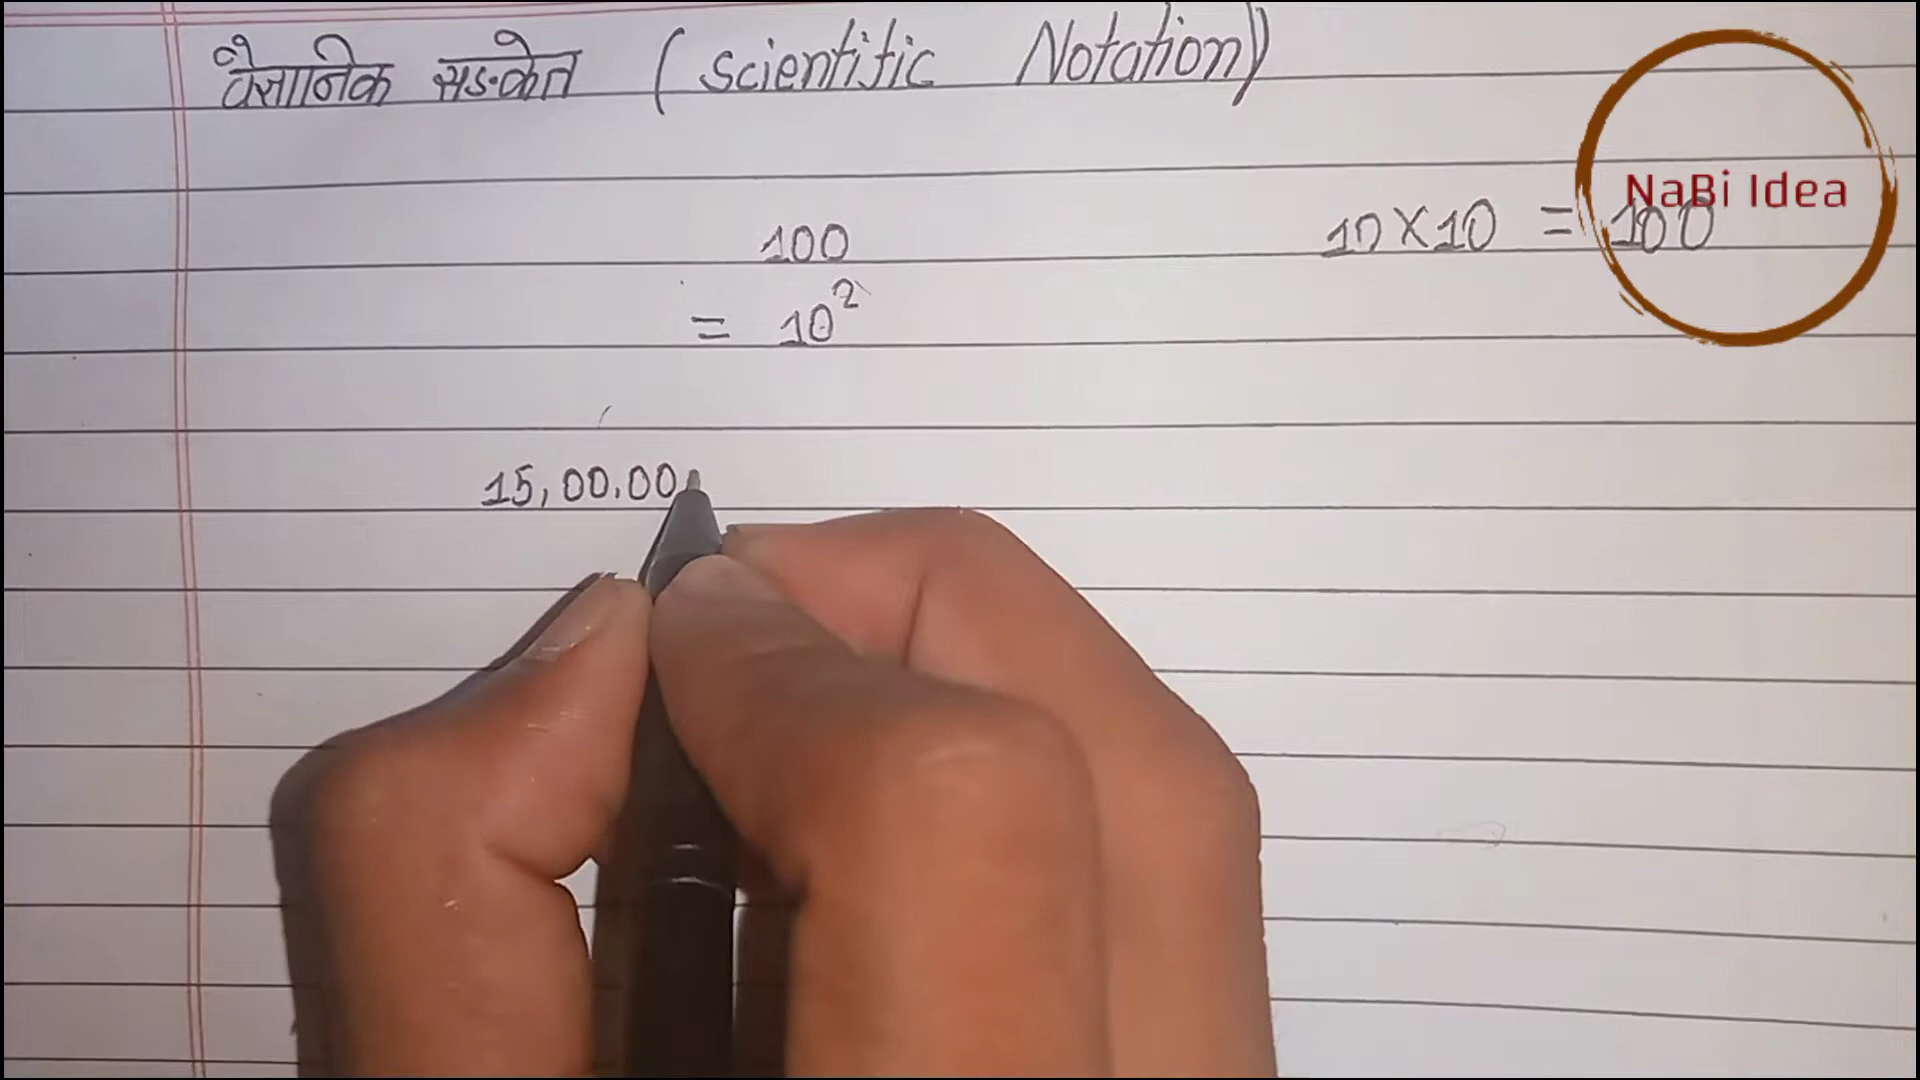 वैज्ञानिक सङ्केत (scientific Notation)
NaBi Idea
100
10×10 = 100
= 10²
15,00,00